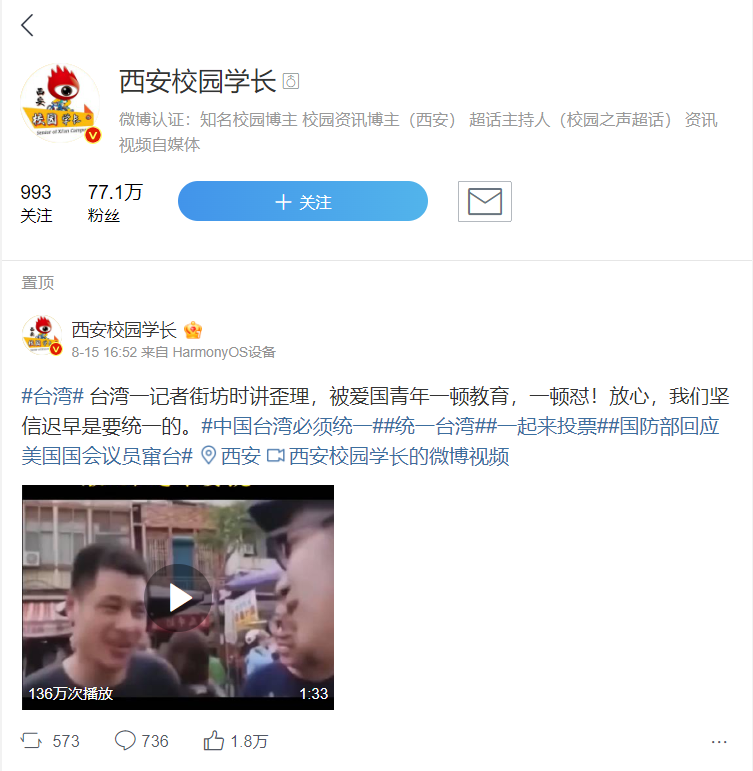 西安校园学长
微博认证：知名校园博主 校园资讯博主（西安） 超话主持人（校园之声超话） 资讯
视频自媒体
993
关注
77.1万
粉丝
关注
置顶
西安校园学长
8-15 16:52 来自 HarmonyOS设备
#台湾# 台湾一记者街坊时讲歪理，被爱国青年一顿教育，一顿怼！放心，我们坚
信迟早是要统一的。#中国台湾必须统一##统一台湾##一起来投票##国防部回应
美国国会议员窜台# 西安 西安校园学长的微博视频
136万次播放
1:33
573
736
1.8万